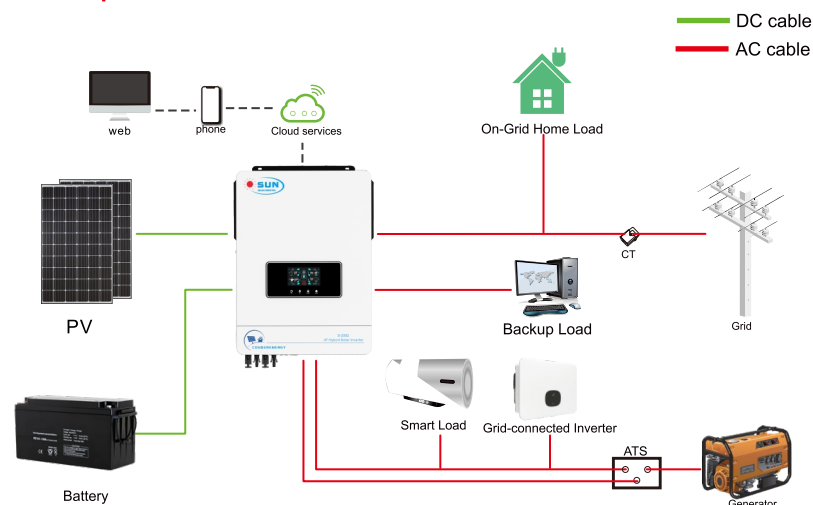 DC cable
AC cable
web
phone
Cloud services
On-Grid Home Load
SUN
PV
CT
Grid
Backup Load
Smart Load
Grid-connected Inverter
ATS
Battery
Generator